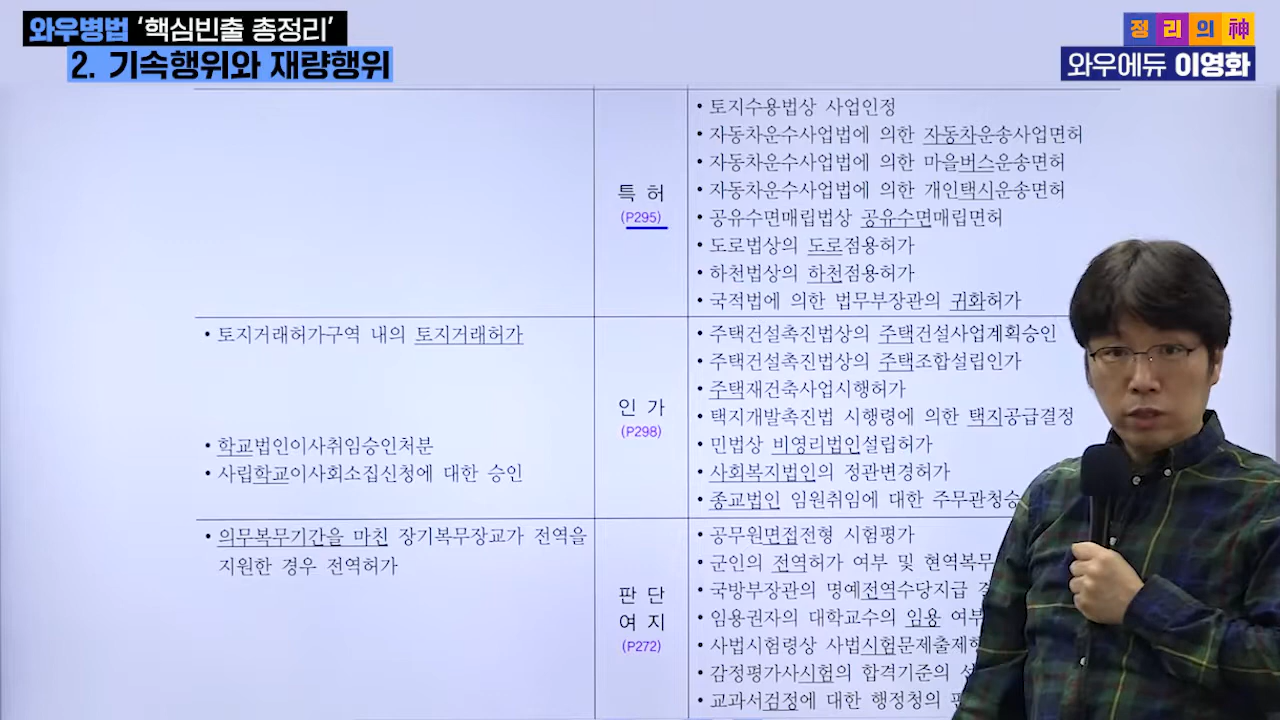 와우병법 '핵심빈출 총정리'
2. 기속행위와 재량행위
정리의神
와우에듀 이영화
• 토지수용법상 사업인정
• 자동차운수사업법에 의한 자동차운송사업면허
• 자동차운수사업법에 의한 마을버스운송면허
특 허
• 자동차운수사업법에 의한 개인택시운송면허
(P295)
• 공유수면매립법상 공유수면매립면허
• 도로법상의 도로점용허가
• 하천법상의 하천점용허가
• 국적법에 의한 법무부장관의 귀화허가
• 토지거래허가구역 내의 토지거래허가
• 학교법인이사취임승인처분
• 사립학교이사회소집신청에 대한 승인
인 가
(P298)
• 주택건설촉진법상의 주택건설사업계획승인
• 주택건설촉진법상의 주택조합설립인가
• 주택재건축사업시행허가
• 택지개발촉진법 시행령에 의한 택지공급결정
• 민법상 비영리법인설립허가
• 사회복지법인의 정관변경허가
• 종교법인 임원취임에 대한 주무관청승
• 의무복무기간을 마친 장기복무장교가 전역을
지원한 경우 전역허가
판 단
여 지
(P272)
• 공무원면접전형 시험평가
• 군인의 전역허가 여부 및 현역복무
• 국방부장관의 명예전역수당지급
• 임용권자의 대학교수의 임용 여부
• 사법시험령상 사법시험문제출제
• 감정평가사시험의 합격기준의
• 교과서검정에 대한 행정청의